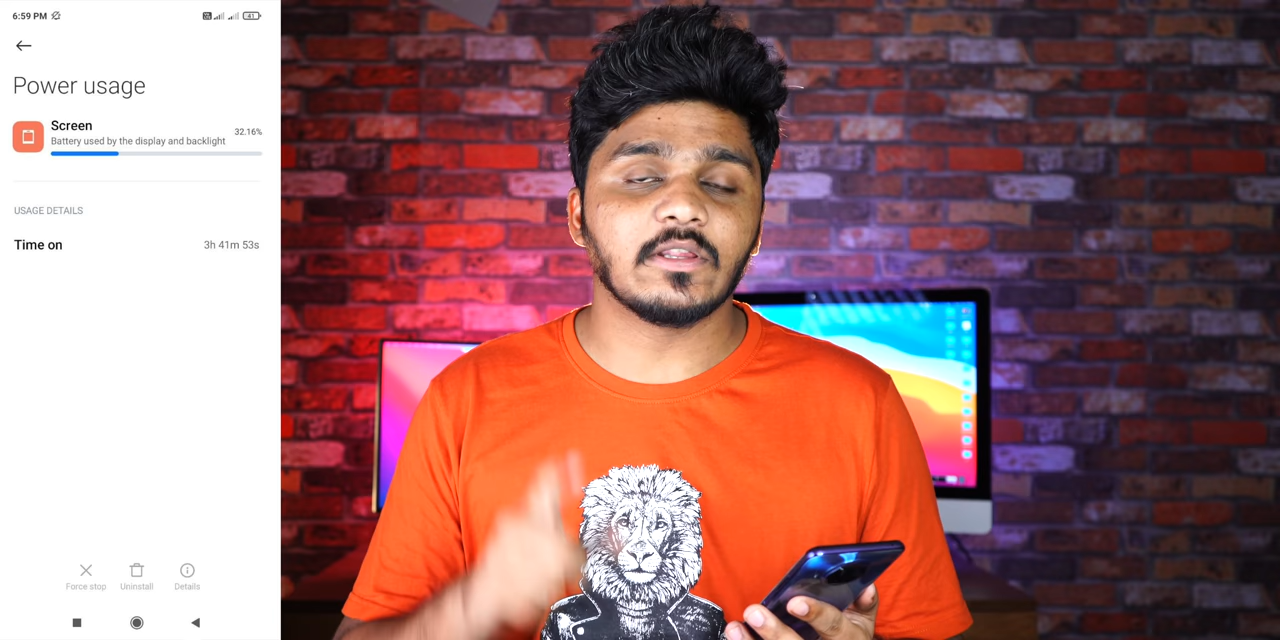 6:59 PM
41
Power usage
Screen
32.16%
Battery used by the display and backlight
USAGE DETAILS
Time on 3h 41m 53s
Force stop Uninstall Details